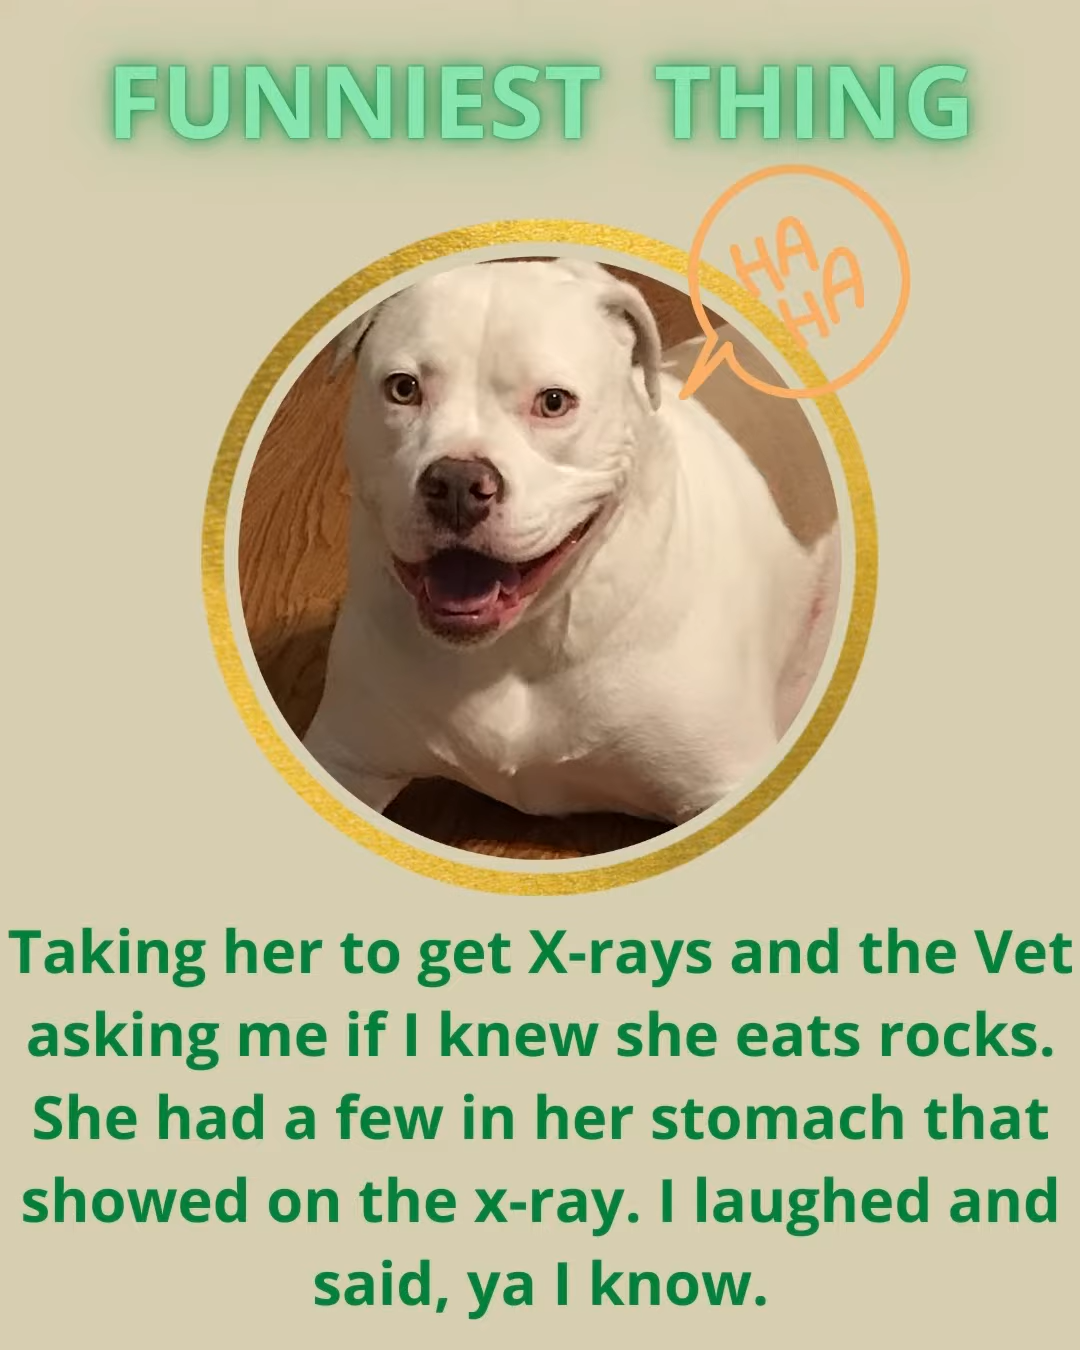 FUNNIEST THING
HA
HA
Taking her to get X-rays and the Vet
asking me if I knew she eats rocks.
She had a few in her stomach that
showed on the x-ray. I laughed and
said, ya I know.